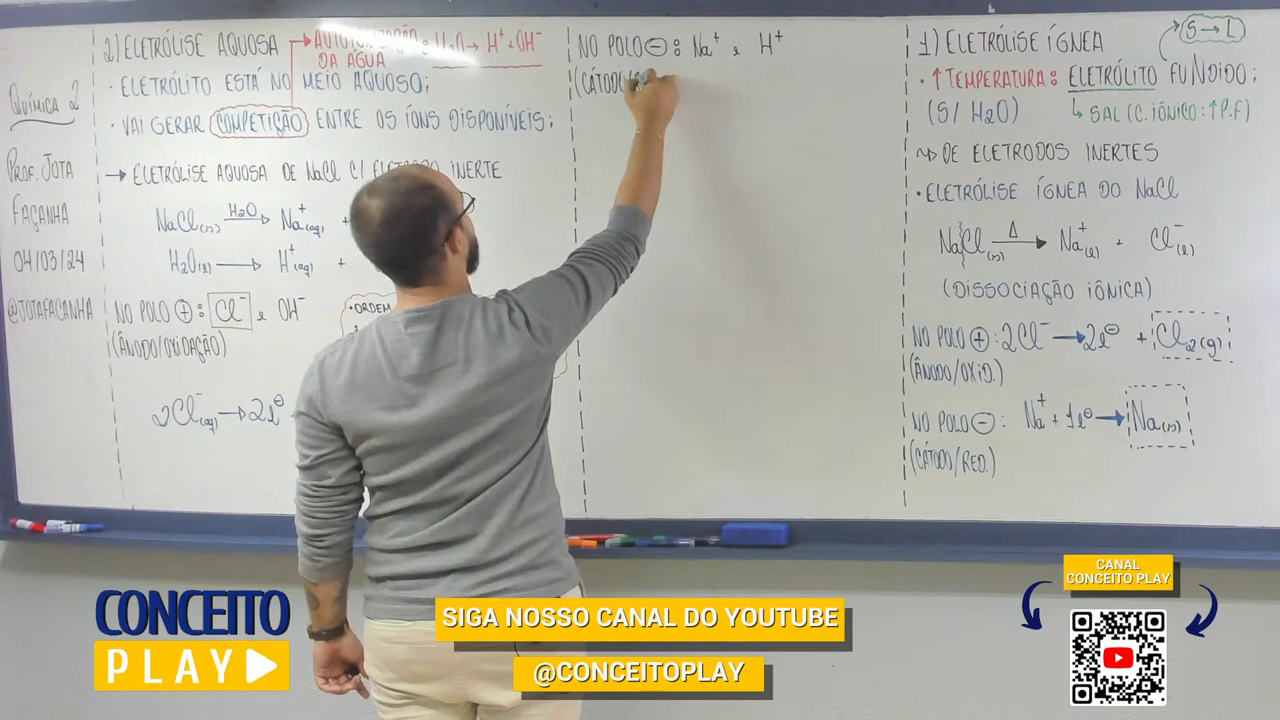 QUÍMICA 2
PROF. JOTA
FAÇANHA
04/03/24
@JOTAFAÇANHA
2) ELETRÓLISE AQUOSA
DA ÁGUA : H2O → H+ + OH-
• ELETRÓLITO ESTÁ NO MEIO AQUOSO;
• VAI GERAR COMPETIÇÃO ENTRE OS ÍONS DISPONÍVEIS;
→ ELETRÓLISE AQUOSA DE NaCl C/ INERTE
NaCl(s) H2O → Na+(aq) +
H2O(l) → H+(aq) +
NO POLO ⊕ : Cl- e OH-
(ÂNODO/OXIDAÇÃO)
• ORDEM
2Cl-(aq) → 2e⊖
NO POLO ⊖ : Na+ e H+
(CÁTODO
1) ELETRÓLISE ÍGNEA
S → L
• ↑ TEMPERATURA : ELETRÓLITO FUNDIDO;
(S/ H2O) ↳ SAL (C. IÔNICO: ↑P.F)
↝ DE ELETRODOS INERTES
• ELETRÓLISE ÍGNEA DO NaCl
NaCl(s) Δ → Na+(l) + Cl-(l)
(DISSOCIAÇÃO IÔNICA)
NO POLO ⊕ : 2Cl- → 2e⊖ + Cl2(g)
(ÂNODO/OXID.)
NO POLO ⊖ : Na+ + 1e⊖ → Na(s)
(CÁTODO/RED.)
CONCEITO
PLAY
SIGA NOSSO CANAL DO YOUTUBE
@CONCEITOPLAY
CANAL
CONCEITO PLAY